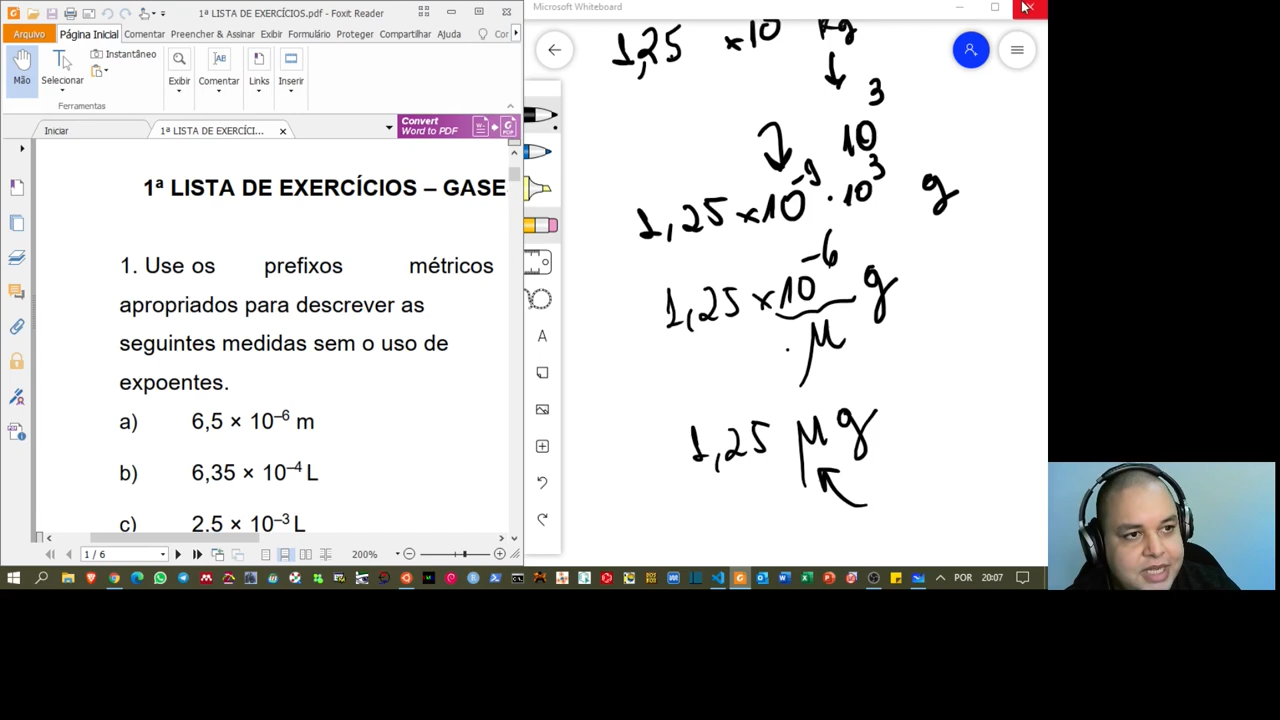 1ª LISTA DE EXERCÍCIOS.pdf - Foxit Reader
Arquivo Página Inicial Comentar Preencher & Assinar Exibir Formulário Proteger Compartilhar Ajuda Cor
Mão
Selecionar
Instantâneo
Exibir
Comentar
Links
Inserir
Ferramentas
Iniciar
1ª LISTA DE EXERCÍCI...
Convert
Word to PDF
1ª LISTA DE EXERCÍCIOS – GASE
1. Use os prefixos métricos
apropriados para descrever as
seguintes medidas sem o uso de
expoentes.
a) 6,5 × 10⁻⁶ m
b) 6,35 × 10⁻⁴ L
c) 2,5 × 10⁻³ L
1 / 6
200%
Microsoft Whiteboard
1,25 ×10 Kg
10³
1,25 ×10⁻⁹ · 10³ g
1,25 ×10⁻⁶ g
μ
1,25 μg
POR 20:07